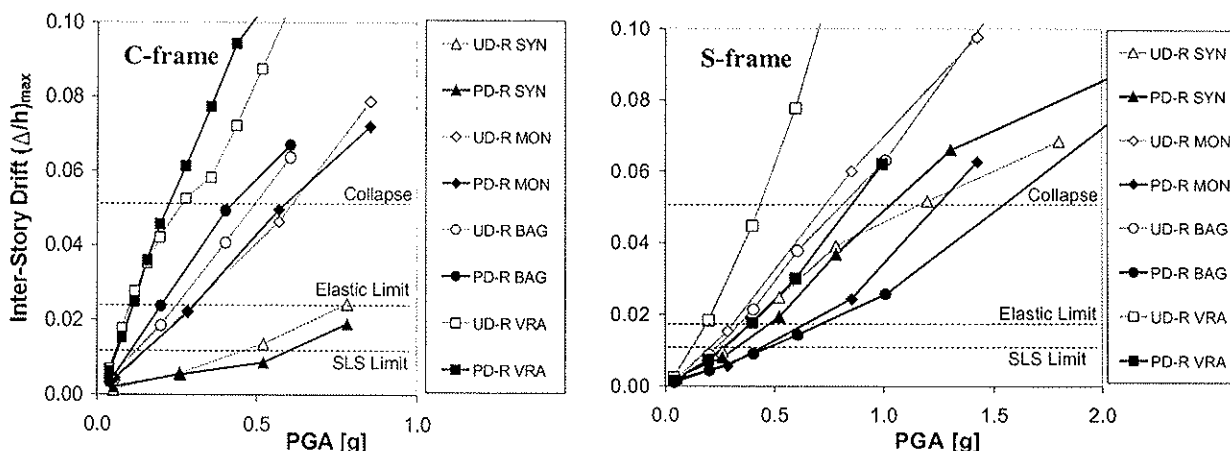 C-frame
Inter-Story Drift (Δ/h)max
0.10
0.08
0.06
0.04
0.02
0.00
Collapse
Elastic Limit
SLS Limit
0.0
0.5
1.0
PGA [g]
UD-R SYN
PD-R SYN
UD-R MON
PD-R MON
UD-R BAG
PD-R BAG
UD-R VRA
PD-R VRA
S-frame
0.10
0.08
0.06
0.04
0.02
0.00
Collapse
Elastic Limit
SLS Limit
0.0
0.5
1.0
1.5
2.0
PGA [g]
UD-R SYN
PD-R SYN
UD-R MON
PD-R MON
UD-R BAG
PD-R BAG
UD-R VRA
PD-R VRA